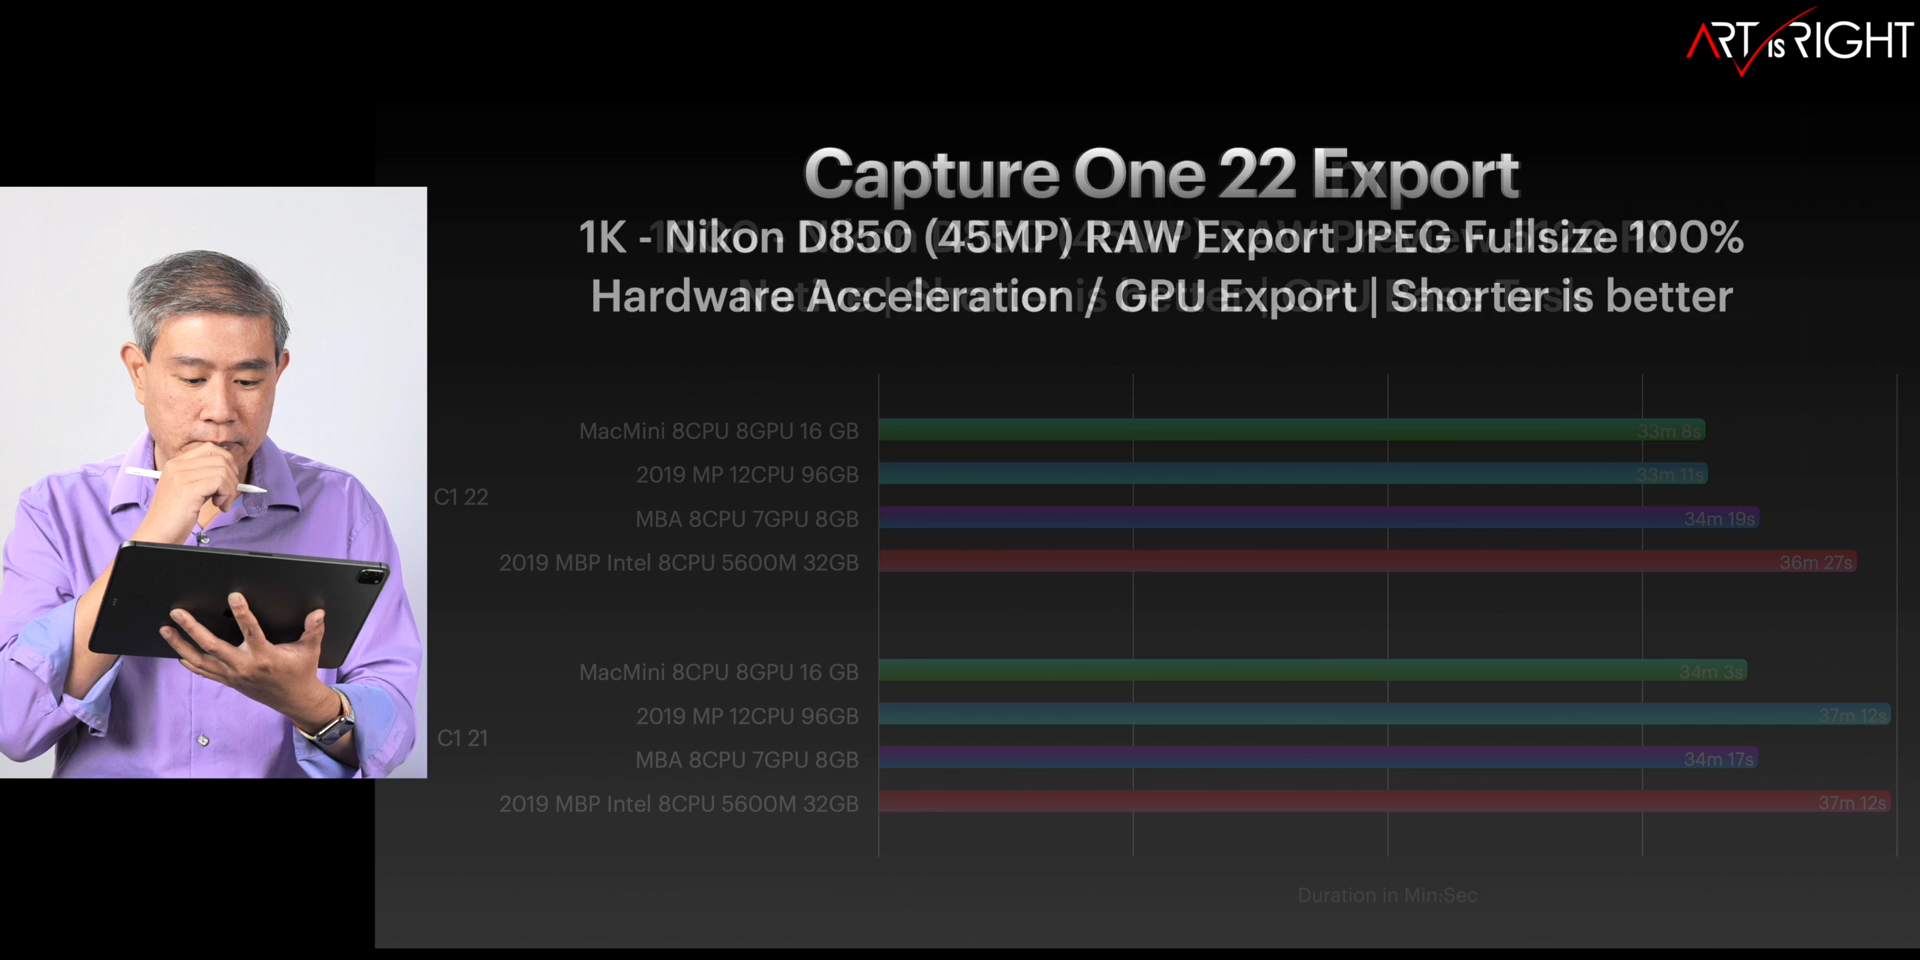 ART IS RIGHT
Capture One 22 Export
1K - Nikon D850 (45MP) RAW Export JPEG Fullsize 100%
Hardware Acceleration / GPU Export | Shorter is better
C1 22
MacMini 8CPU 8GPU 16 GB 33m 8s
2019 MP 12CPU 96GB 33m 11s
MBA 8CPU 7GPU 8GB 34m 19s
2019 MBP Intel 8CPU 5600M 32GB 36m 27s
C1 21
MacMini 8CPU 8GPU 16 GB 34m 3s
2019 MP 12CPU 96GB 37m 12s
MBA 8CPU 7GPU 8GB 34m 17s
2019 MBP Intel 8CPU 5600M 32GB 37m 12s
Duration in Min:Sec